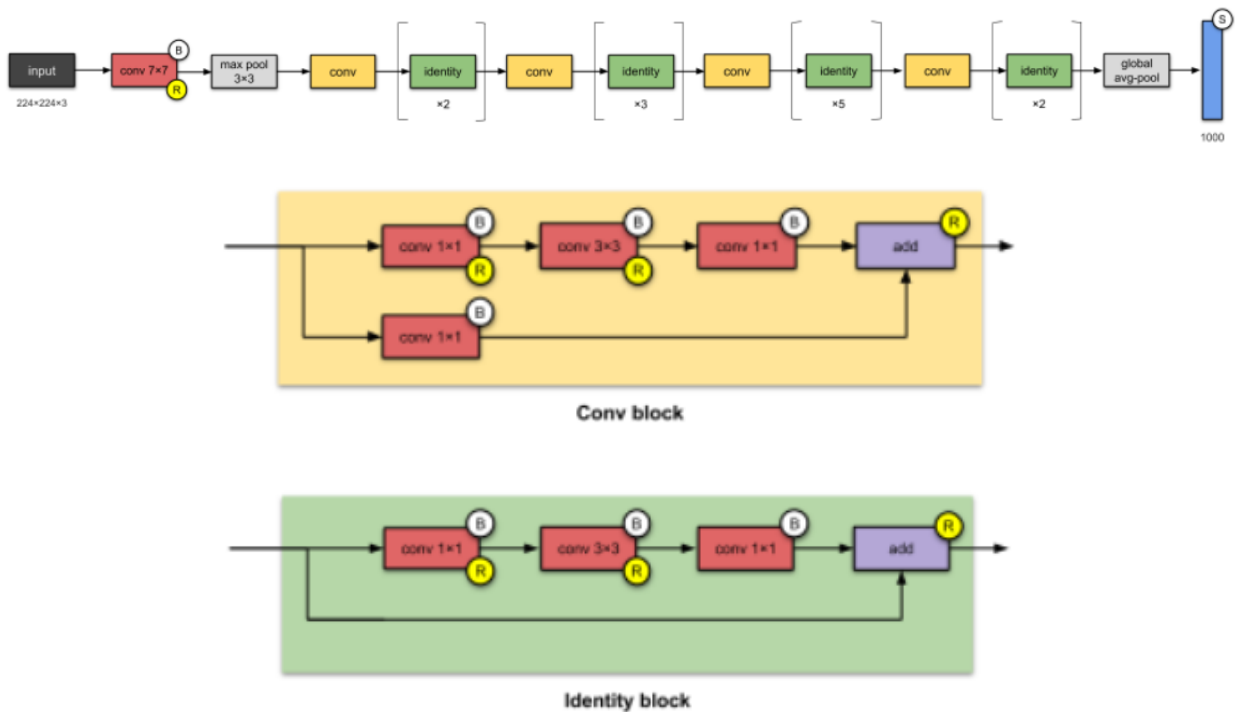 S
B
input
conv 7×7
max pool
3×3
conv
identity
conv
identity
conv
identity
conv
identity
global
avg-pool
R
224×224×3
×2
×3
×5
×2
1000
B
B
B
R
conv 1×1
conv 3×3
conv 1×1
add
R
R
B
conv 1×1
Conv block
B
B
B
R
conv 1×1
conv 3×3
conv 1×1
add
R
R
Identity block